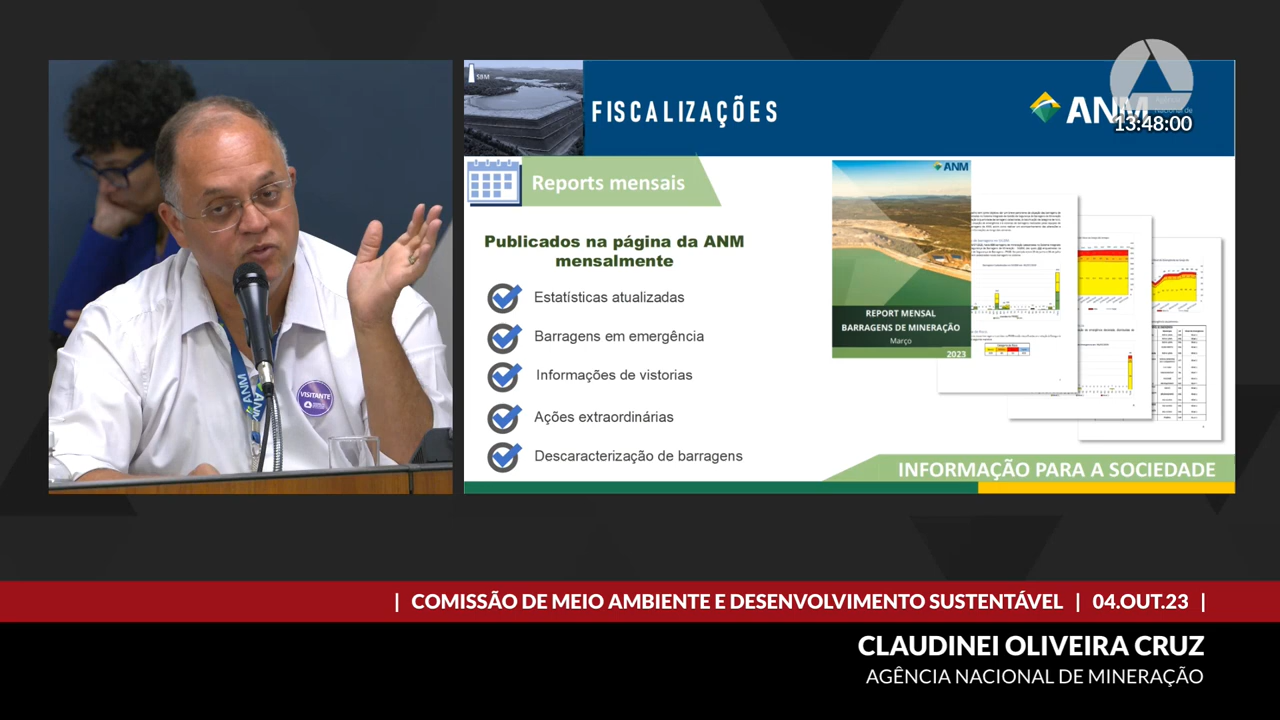 SBM
FISCALIZAÇÕES
ANM
13:48:00
Reports mensais
Publicados na página da ANM
mensalmente
Estatísticas atualizadas
Barragens em emergência
Informações de vistorias
Ações extraordinárias
Descaracterização de barragens
ANM
REPORT MENSAL
BARRAGENS DE MINERAÇÃO
Março
2023
INFORMAÇÃO PARA A SOCIEDADE
VISITANTE
ANM
| COMISSÃO DE MEIO AMBIENTE E DESENVOLVIMENTO SUSTENTÁVEL | 04.OUT.23 |
CLAUDINEI OLIVEIRA CRUZ
AGÊNCIA NACIONAL DE MINERAÇÃO